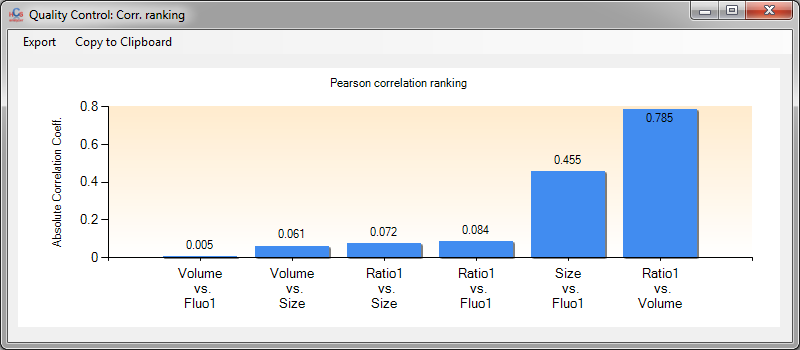 Quality Control: Corr. ranking
Export Copy to Clipboard
Pearson correlation ranking
Absolute Correlation Coeff.
0.8
0.6
0.4
0.2
0
0.005
0.061
0.072
0.084
0.455
0.785
Volume
vs.
Fluo1
Volume
vs.
Size
Ratio1
vs.
Size
Ratio1
vs.
Fluo1
Size
vs.
Fluo1
Ratio1
vs.
Volume